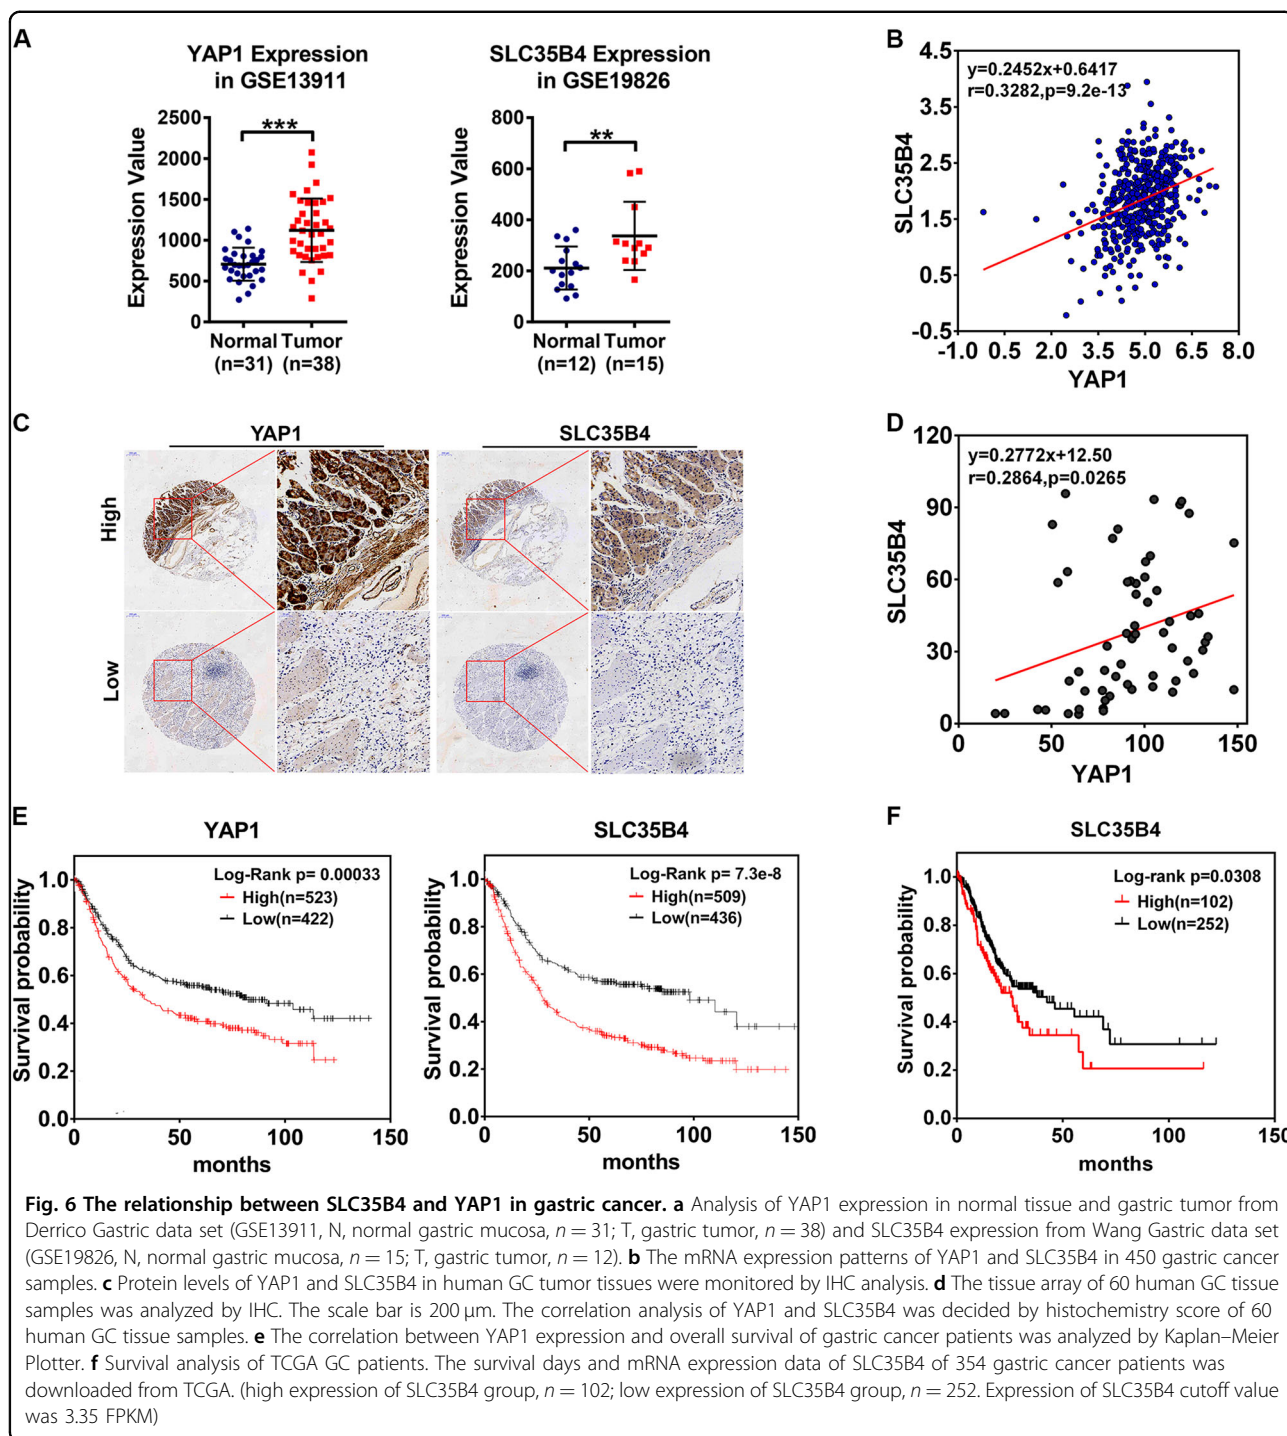 A
YAP1 Expression
in GSE13911
Expression Value
2500
2000
1500
1000
500
0
***
Normal Tumor
(n=31) (n=38)
SLC35B4 Expression
in GSE19826
Expression Value
800
600
400
200
0
**
Normal Tumor
(n=12) (n=15)
B
SLC35B4
4.5
3.5
2.5
1.5
0.5
-0.5
y=0.2452x+0.6417
r=0.3282,p=9.2e-13
-1.0 0.5 2.0 3.5 5.0 6.5 8.0
YAP1
C
YAP1
SLC35B4
High
Low
D
SLC35B4
120
90
60
30
0
y=0.2772x+12.50
r=0.2864,p=0.0265
0 50 100 150
YAP1
E
YAP1
Survival probability
1.0
0.8
0.6
0.4
0.2
0.0
Log-Rank p= 0.00033
High(n=523)
Low(n=422)
0 50 100 150
months
SLC35B4
Survival probability
1.0
0.8
0.6
0.4
0.2
0.0
Log-Rank p= 7.3e-8
High(n=509)
Low(n=436)
0 50 100 150
months
F
SLC35B4
Survival probability
1.0
0.8
0.6
0.4
0.2
0.0
Log-rank p=0.0308
High(n=102)
Low(n=252)
0 50 100 150
months
Fig. 6 The relationship between SLC35B4 and YAP1 in gastric cancer. a Analysis of YAP1 expression in normal tissue and gastric tumor from
Derrico Gastric data set (GSE13911, N, normal gastric mucosa, n = 31; T, gastric tumor, n = 38) and SLC35B4 expression from Wang Gastric data set
(GSE19826, N, normal gastric mucosa, n = 15; T, gastric tumor, n = 12). b The mRNA expression patterns of YAP1 and SLC35B4 in 450 gastric cancer
samples. c Protein levels of YAP1 and SLC35B4 in human GC tumor tissues were monitored by IHC analysis. d The tissue array of 60 human GC tissue
samples was analyzed by IHC. The scale bar is 200 μm. The correlation analysis of YAP1 and SLC35B4 was decided by histochemistry score of 60
human GC tissue samples. e The correlation between YAP1 expression and overall survival of gastric cancer patients was analyzed by Kaplan–Meier
Plotter. f Survival analysis of TCGA GC patients. The survival days and mRNA expression data of SLC35B4 of 354 gastric cancer patients was
downloaded from TCGA. (high expression of SLC35B4 group, n = 102; low expression of SLC35B4 group, n = 252. Expression of SLC35B4 cutoff value
was 3.35 FPKM)